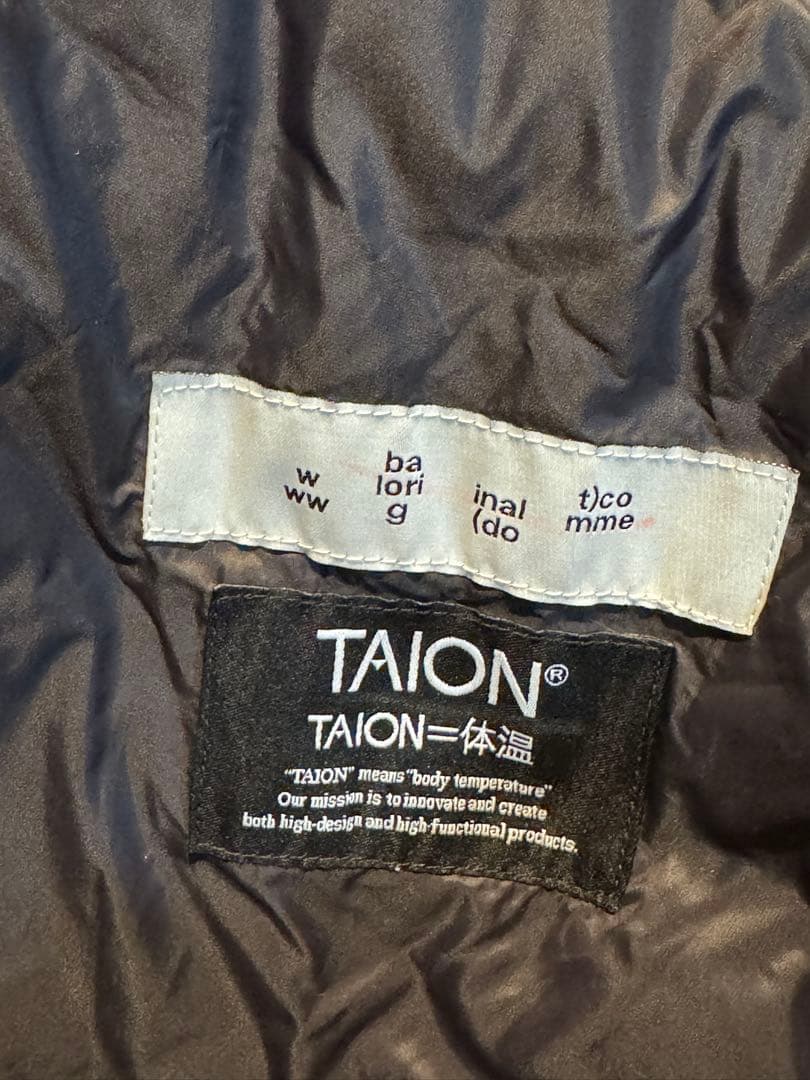 w
ww
ba
lori
g
inal
(do
t)co
mme
TAION®
TAION=体温
"TAION" means "body temperature"
Our mission is to innovate and create
both high-design and high-functional products.